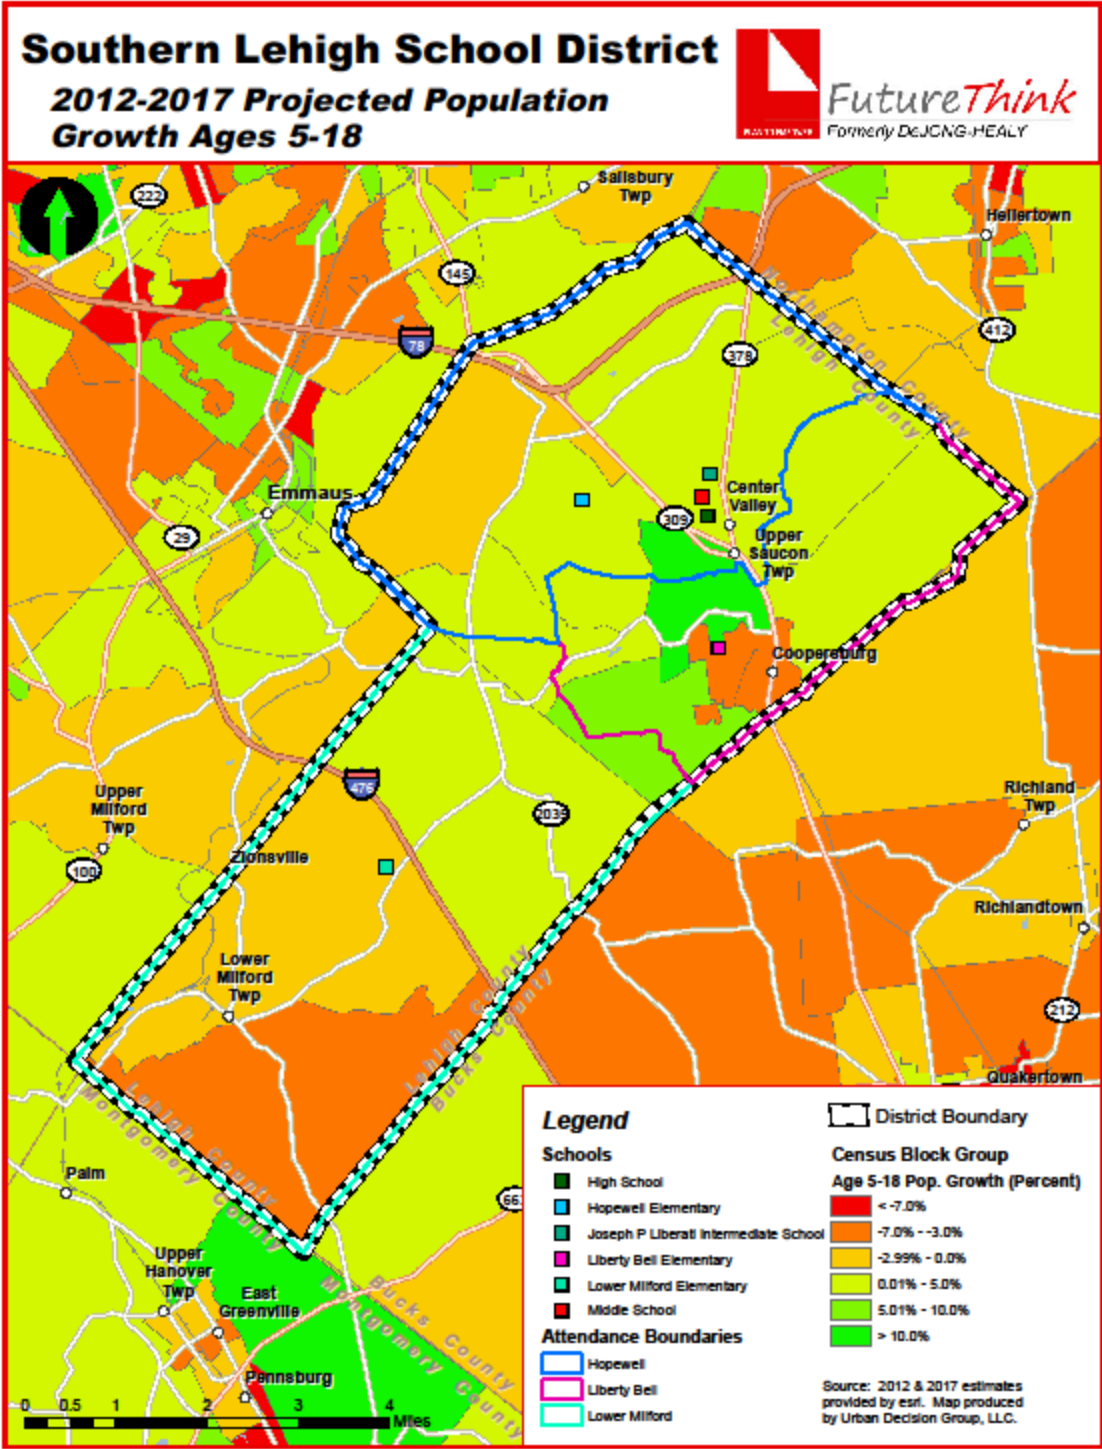 Southern Lehigh School District
2012-2017 Projected Population
Growth Ages 5-18
FutureThink
Formerly DeJONG-HEALY
222
Salisbury
Twp
Hellertown
145
Northampton County
Lehigh County
412
78
378
Emmaus
Center
Valley
29
309
Upper
Saucon
Twp
Coopersburg
476
Upper
Milford
Twp
2039
Richland
Twp
Zionsville
100
Richlandtown
Lower
Milford
Twp
Lehigh County
Bucks County
212
Quakertown
Lehigh County
Montgomery County
Palm
663
Upper
Hanover
Twp
East
Greenville
Bucks County
Montgomery County
Pennsburg
0 0.5 1 2 3 4
Miles
Legend
Schools
High School
Hopewell Elementary
Joseph P Liberati Intermediate School
Liberty Bell Elementary
Lower Milford Elementary
Middle School
Attendance Boundaries
Hopewell
Liberty Bell
Lower Milford
District Boundary
Census Block Group
Age 5-18 Pop. Growth (Percent)
< -7.0%
-7.0% - -3.0%
-2.99% - 0.0%
0.01% - 5.0%
5.01% - 10.0%
> 10.0%
Source: 2012 & 2017 estimates
provided by esri. Map produced
by Urban Decision Group, LLC.